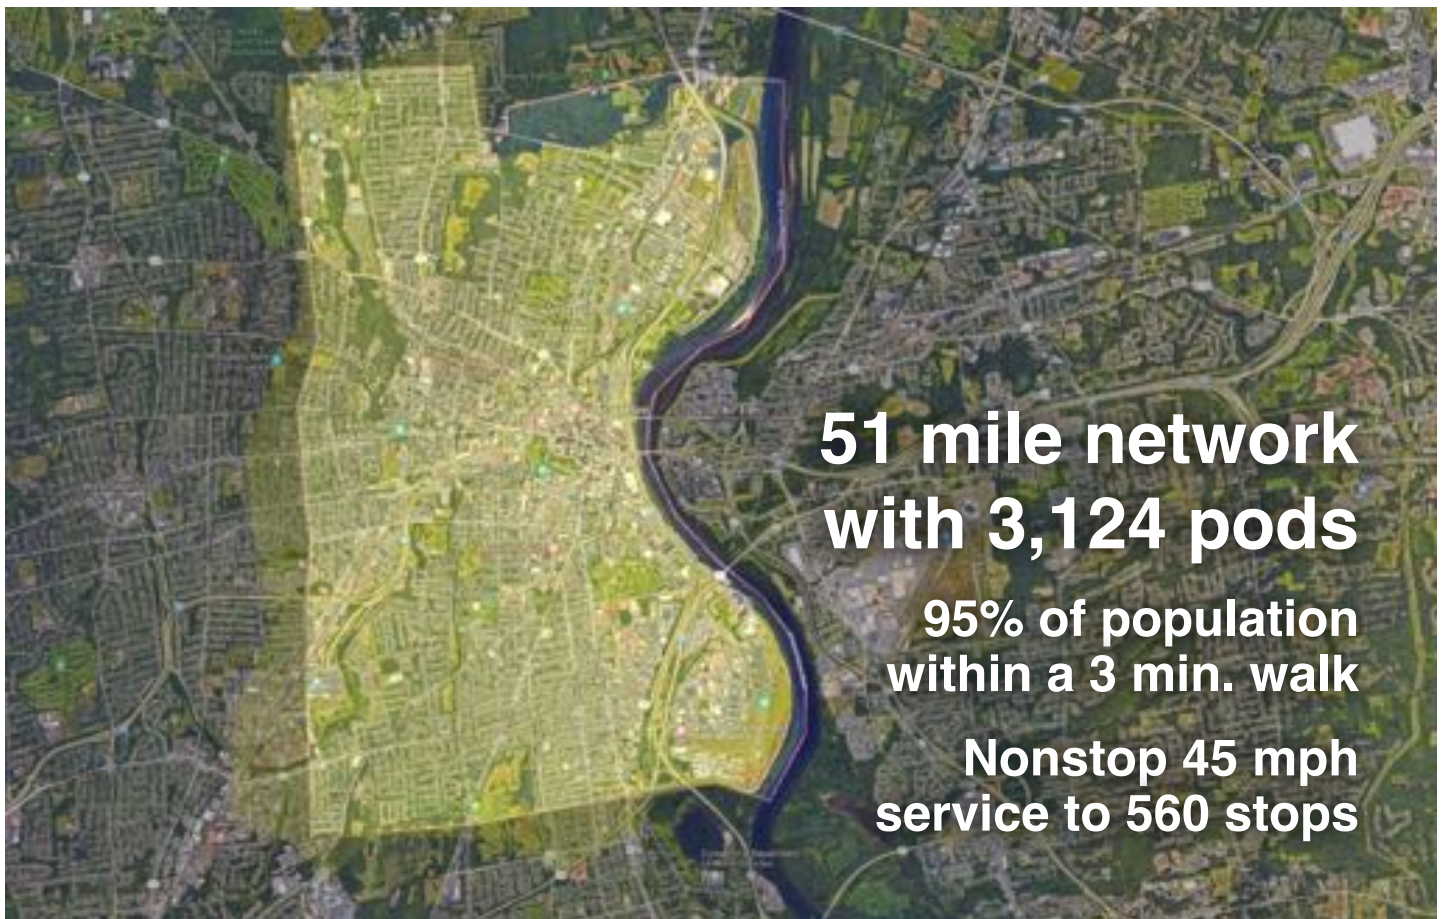 51 mile network
with 3,124 pods
95% of population
within a 3 min. walk
Nonstop 45 mph
service to 560 stops